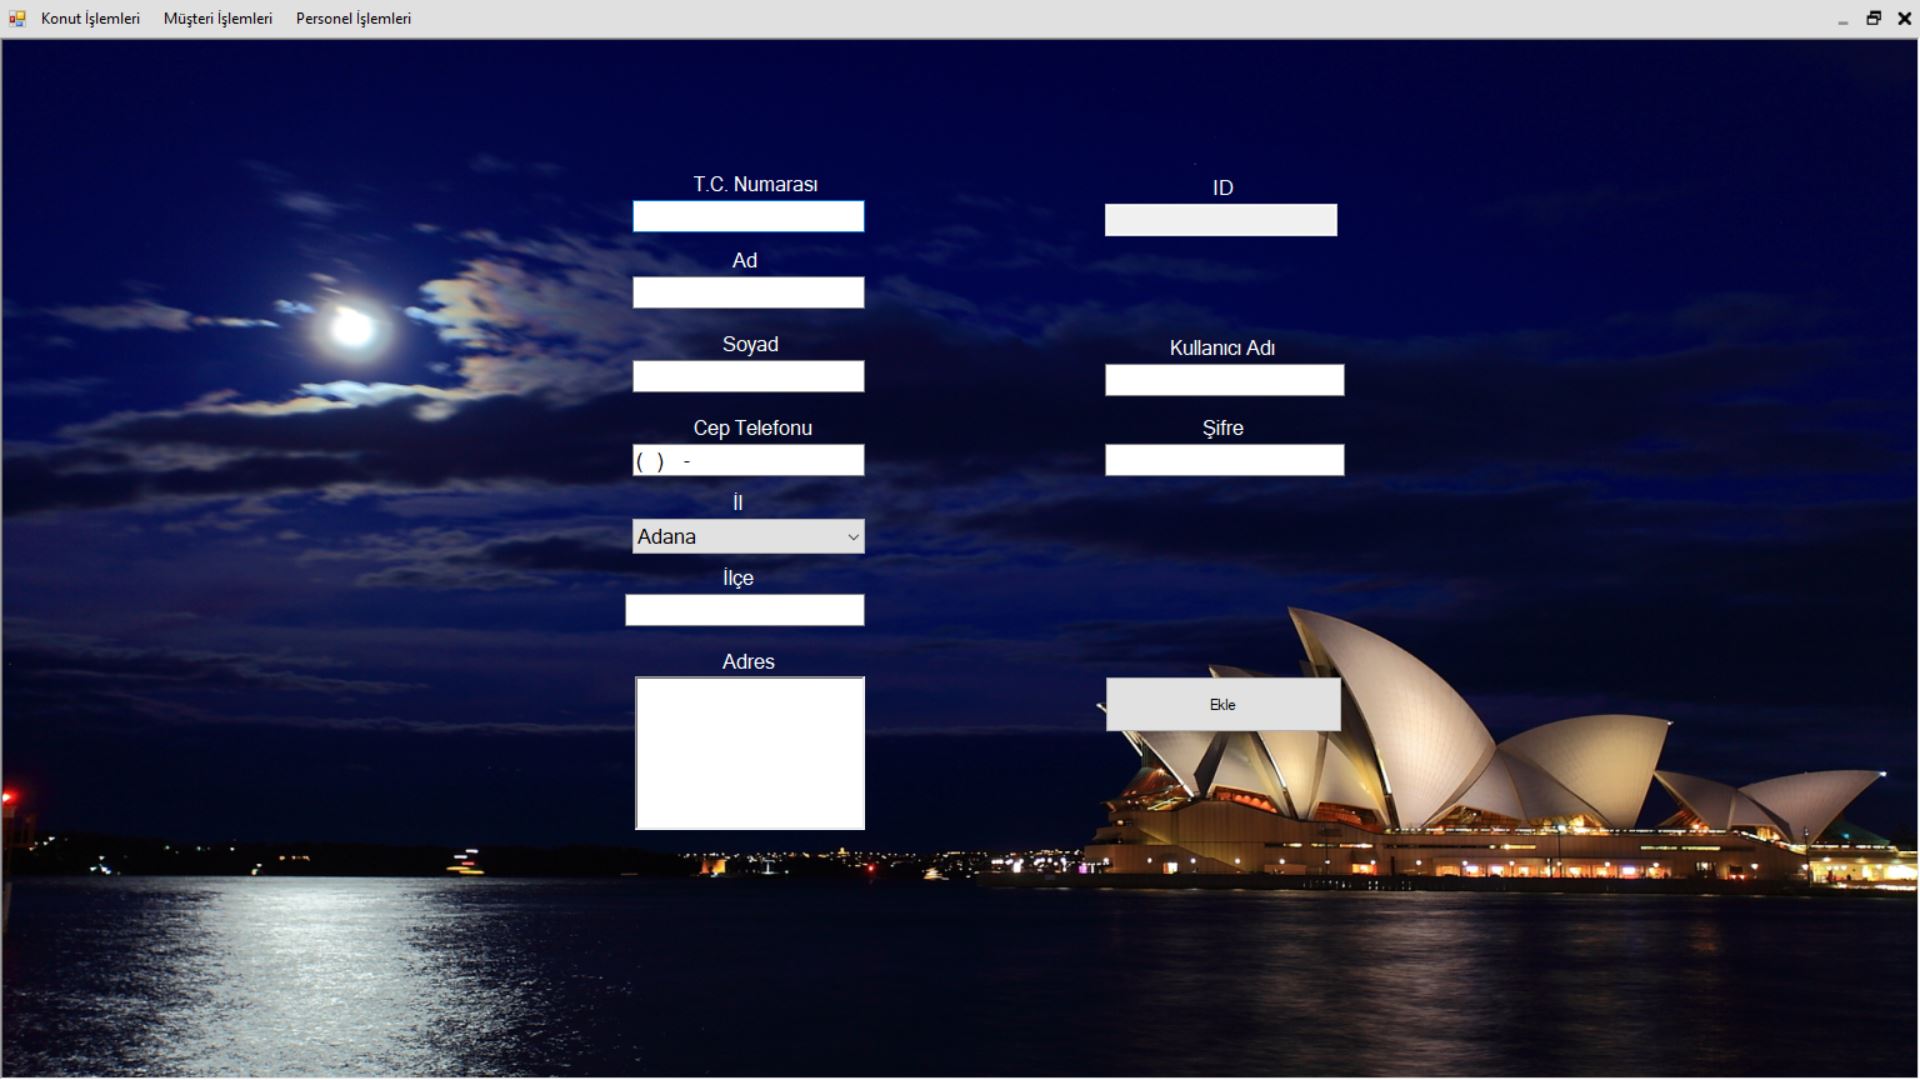 Konut İşlemleri Müşteri İşlemleri Personel İşlemleri
T.C. Numarası
Ad
Soyad
Cep Telefonu
( ) -
İl
Adana
İlçe
Adres
ID
Kullanıcı Adı
Şifre
Ekle